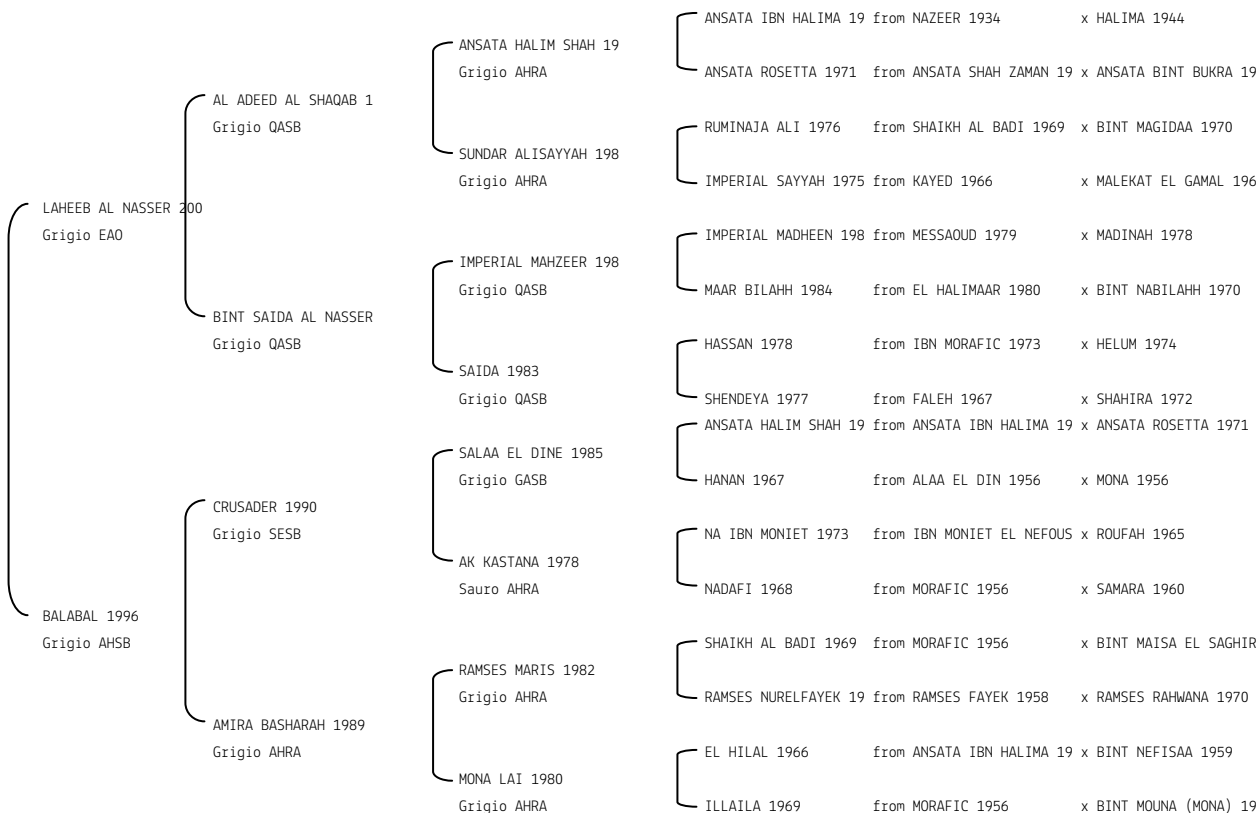 ANSATA IBN HALIMA 19 from NAZEER 1934 x HALIMA 1944
ANSATA HALIM SHAH 19
Grigio AHRA
ANSATA ROSETTA 1971 from ANSATA SHAH ZAMAN 19 x ANSATA BINT BUKRA 19
AL ADEED AL SHAQAB 1
Grigio QASB
RUMINAJA ALI 1976 from SHAIKH AL BADI 1969 x BINT MAGIDAA 1970
SUNDAR ALISAYYAH 198
Grigio AHRA
IMPERIAL SAYYAH 1975 from KAYED 1966 x MALEKAT EL GAMAL 196
LAHEEB AL NASSER 200
Grigio EAO
IMPERIAL MADHEEN 198 from MESSAOUD 1979 x MADINAH 1978
IMPERIAL MAHZEER 198
Grigio QASB
MAAR BILAHH 1984 from EL HALIMAAR 1980 x BINT NABILAHH 1970
BINT SAIDA AL NASSER
Grigio QASB
HASSAN 1978 from IBN MORAFIC 1973 x HELUM 1974
SAIDA 1983
Grigio QASB
SHENDEYA 1977 from FALEH 1967 x SHAHIRA 1972
ANSATA HALIM SHAH 19 from ANSATA IBN HALIMA 19 x ANSATA ROSETTA 1971
SALAA EL DINE 1985
Grigio GASB
HANAN 1967 from ALAA EL DIN 1956 x MONA 1956
CRUSADER 1990
Grigio SESB
NA IBN MONIET 1973 from IBN MONIET EL NEFOUS x ROUFAH 1965
AK KASTANA 1978
Sauro AHRA
NADAFI 1968 from MORAFIC 1956 x SAMARA 1960
BALABAL 1996
Grigio AHSB
SHAIKH AL BADI 1969 from MORAFIC 1956 x BINT MAISA EL SAGHIR
RAMSES MARIS 1982
Grigio AHRA
RAMSES NURELFAYEK 19 from RAMSES FAYEK 1958 x RAMSES RAHWANA 1970
AMIRA BASHARAH 1989
Grigio AHRA
EL HILAL 1966 from ANSATA IBN HALIMA 19 x BINT NEFISAA 1959
MONA LAI 1980
Grigio AHRA
ILLAILA 1969 from MORAFIC 1956 x BINT MOUNA (MONA) 19